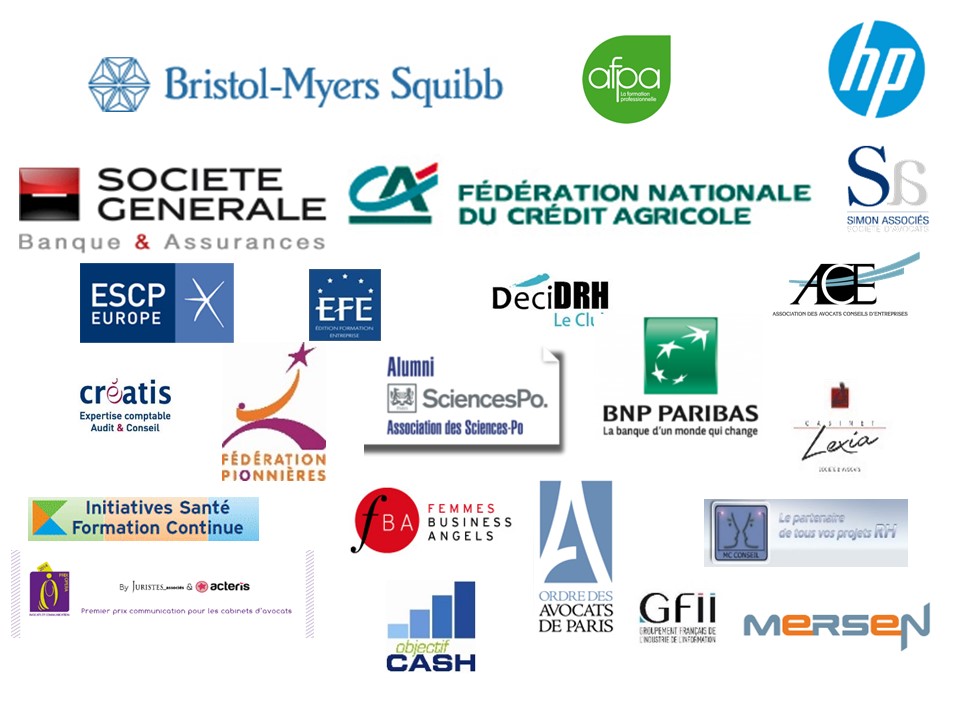 Bristol-Myers Squibb
afpa
La formation
professionnelle
hp
SOCIETE
GENERALE
Banque & Assurances
CA
FÉDÉRATION NATIONALE
DU CRÉDIT AGRICOLE
SIMON ASSOCIÉS
SOCIÉTÉ D'AVOCATS
ESCP
EUROPE
EFE
ÉDITION FORMATION
ENTREPRISE
DeciDRH
Le Clu
ACE
ASSOCIATION DES AVOCATS CONSEILS D'ENTREPRISES
créatis
Expertise comptable
Audit & Conseil
FÉDÉRATION
PIONNIÈRES
Alumni
SciencesPo.
Association des Sciences-Po
BNP PARIBAS
La banque d'un monde qui change
CABINET
Lexia
SOCIETE D'AVOCATS
Initiatives Santé
Formation Continue
fBA
FEMMES
BUSINESS
ANGELS
A
ORDRE DES
AVOCATS
DE PARIS
Le partenaire
de tous vos projets RH
MC CONSEIL
By JURISTES_associés & acteris
Premier prix communication pour les cabinets d'avocats
objectif
CASH
GFii
GROUPEMENT FRANÇAIS DE
L'INDUSTRIE DE L'INFORMATION
MERSEN